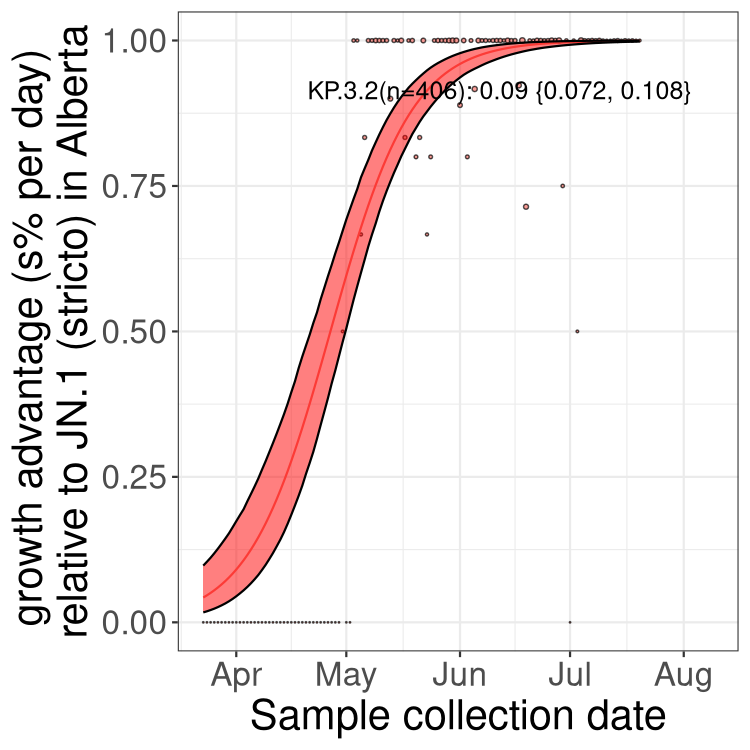 growth advantage (s% per day)
relative to JN.1 (stricto) in Alberta
1.00
0.75
0.50
0.25
0.00
KP.3.2(n=406): 0.09 {0.072, 0.108}
Apr May Jun Jul Aug
Sample collection date